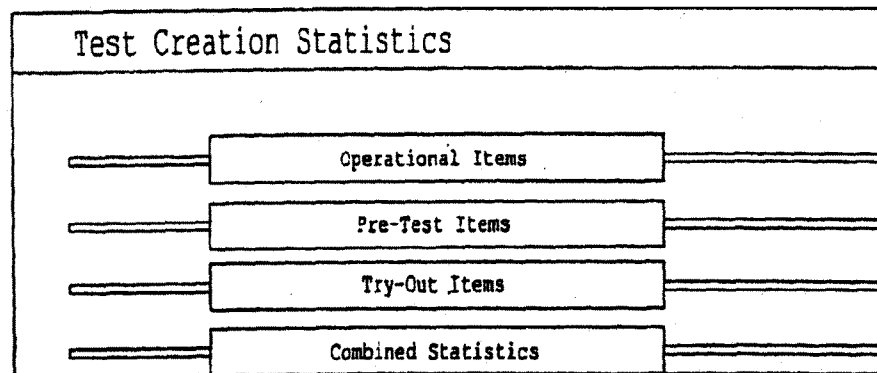 Test Creation Statistics
Operational Items
Pre-Test Items
Try-Out Items
Combined Statistics